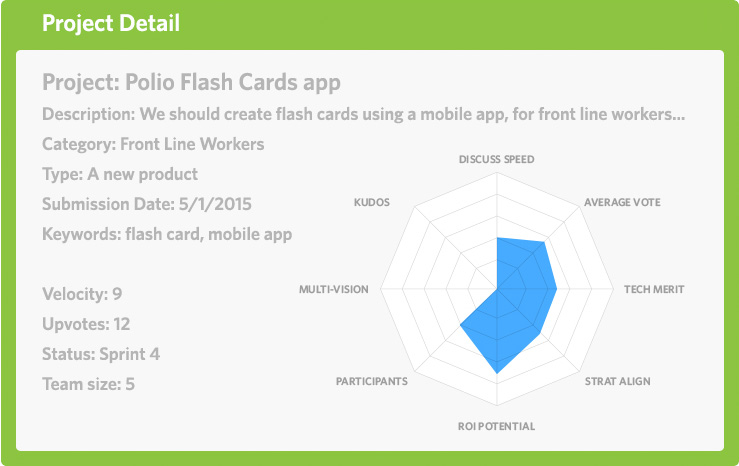 Project Detail
Project: Polio Flash Cards app
Description: We should create flash cards using a mobile app, for front line workers...
Category: Front Line Workers
Type: A new product
Submission Date: 5/1/2015
Keywords: flash card, mobile app
Velocity: 9
Upvotes: 12
Status: Sprint 4
Team size: 5
DISCUSS SPEED
KUDOS
AVERAGE VOTE
MULTI-VISION
TECH MERIT
PARTICIPANTS
STRAT ALIGN
ROI POTENTIAL